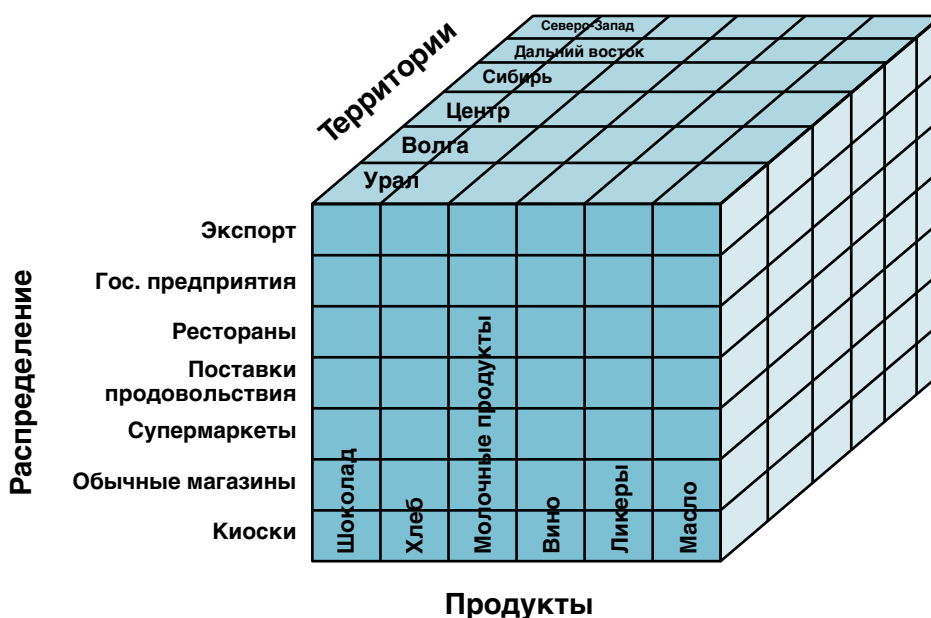 Территории
Северо-Запад
Дальний восток
Сибирь
Центр
Волга
Урал
Распределение
Экспорт
Гос. предприятия
Рестораны
Поставки
продовольствия
Супермаркеты
Обычные магазины
Киоски
Шоколад
Хлеб
Молочные продукты
Вино
Ликеры
Масло
Продукты